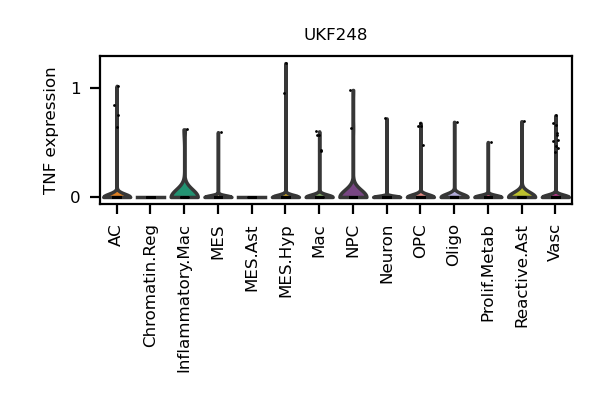 UKF248
TNF expression
1
0
AC
Chromatin.Reg
Inflammatory.Mac
MES
MES.Ast
MES.Hyp
Mac
NPC
Neuron
OPC
Oligo
Prolif.Metab
Reactive.Ast
Vasc